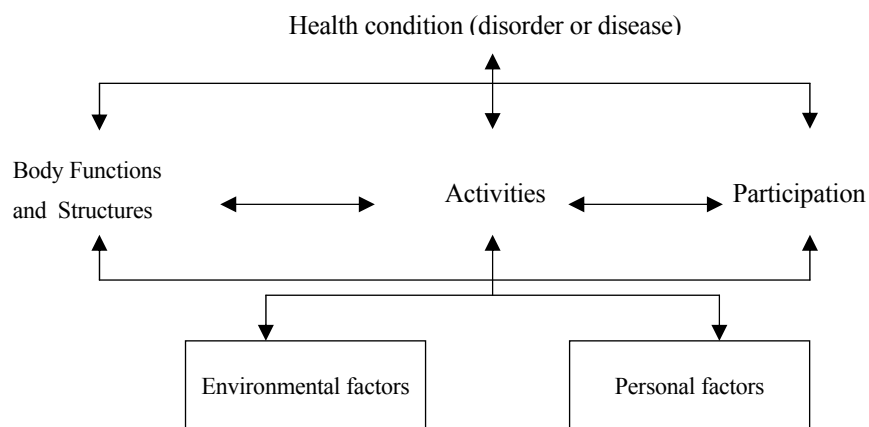 Health condition (disorder or disease)
Body Functions
and Structures
Activities
Participation
Environmental factors
Personal factors